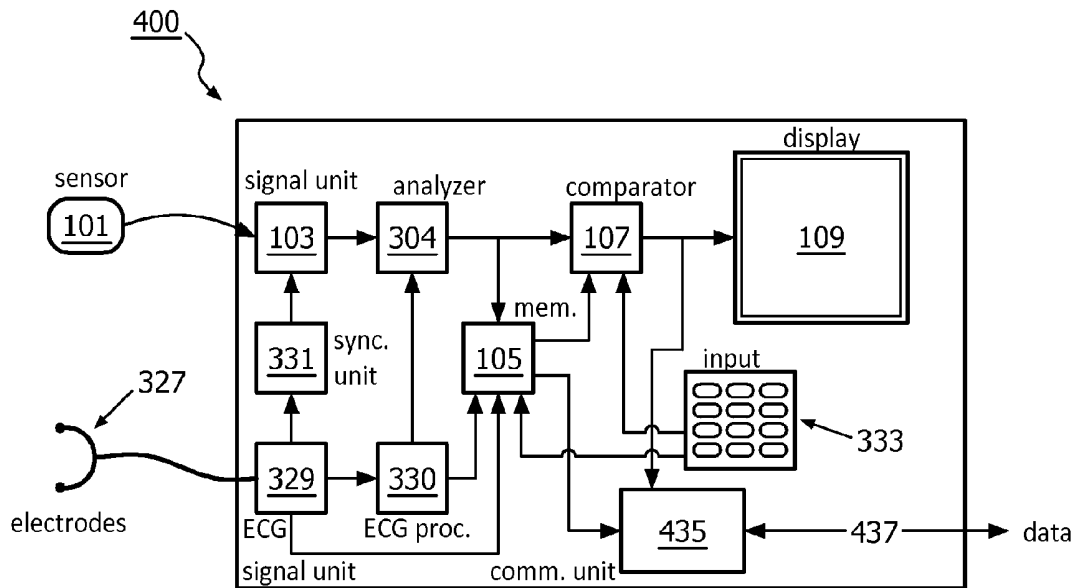 400
display
sensor
signal unit
analyzer
comparator
101
103
304
107
109
mem.
331
sync.
unit
105
input
327
333
329
330
electrodes
ECG
signal unit
ECG proc.
comm. unit
435
437
data